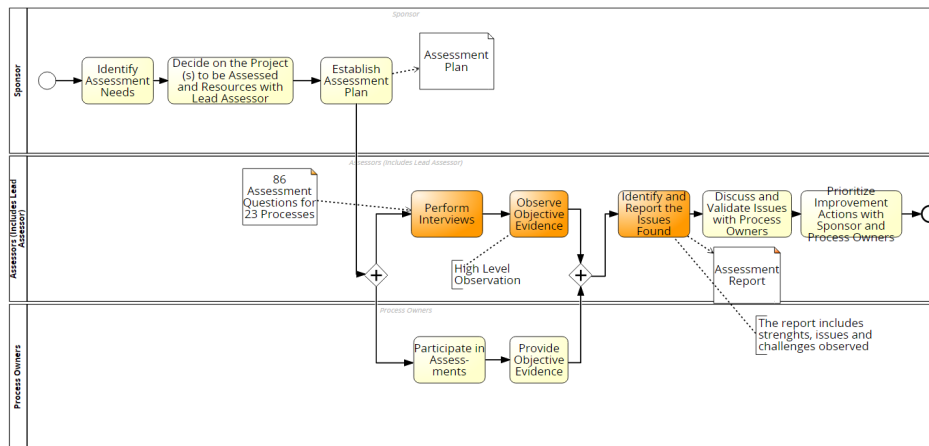 Sponsor
Sponsor
Identify
Assessment
Needs
Decide on the Project
(s) to be Assessed
and Resources with
Lead Assessor
Establish
Assessment
Plan
Assessment
Plan
Assessors (Includes Lead
Assessor)
Assessors (Includes Lead Assessor)
86
Assessment
Questions for
23 Processes
Perform
Interviews
Observe
Objective
Evidence
High Level
Observation
Identify and
Report the
Issues
Found
Discuss and
Validate Issues
with Process
Owners
Prioritize
Improvement
Actions with
Sponsor and
Process Owners
Assessment
Report
The report includes
strenghts, issues and
challenges observed
Process Owners
Process Owners
Participate in
Assess-
ments
Provide
Objective
Evidence